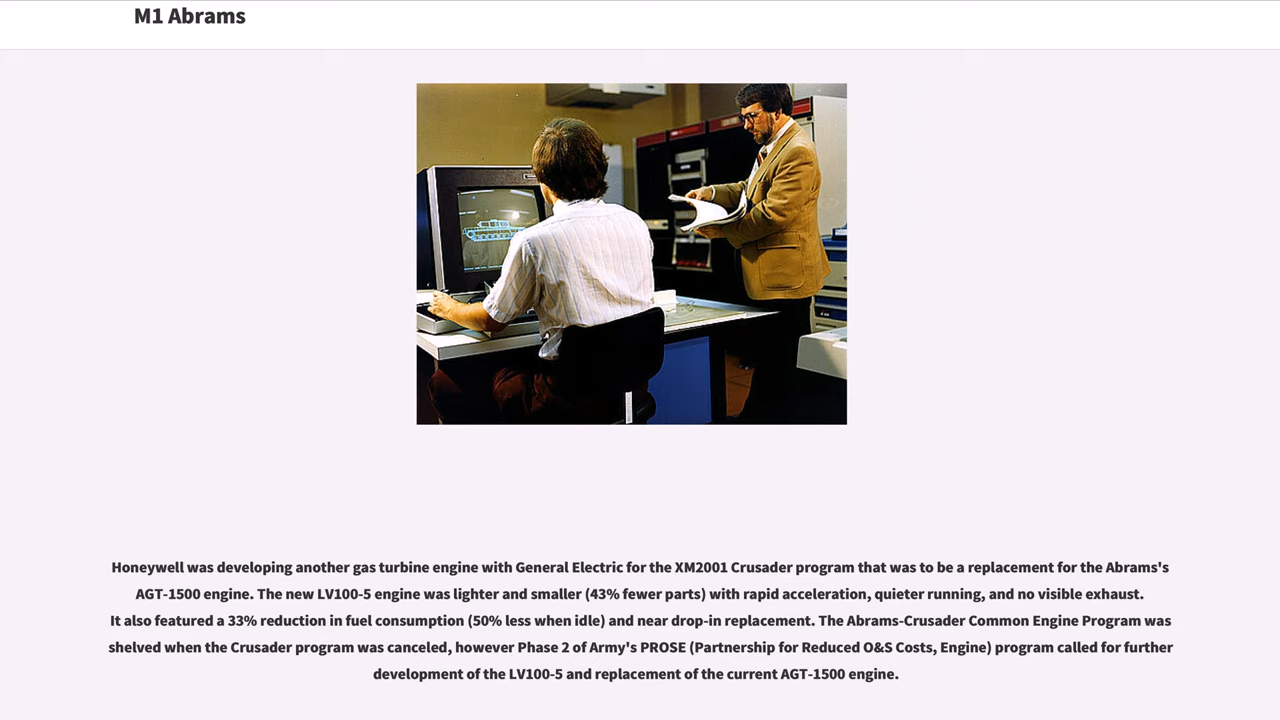 M1 Abrams
Honeywell was developing another gas turbine engine with General Electric for the XM2001 Crusader program that was to be a replacement for the Abrams's
AGT-1500 engine. The new LV100-5 engine was lighter and smaller (43% fewer parts) with rapid acceleration, quieter running, and no visible exhaust.
It also featured a 33% reduction in fuel consumption (50% less when idle) and near drop-in replacement. The Abrams-Crusader Common Engine Program was
shelved when the Crusader program was canceled, however Phase 2 of Army's PROSE (Partnership for Reduced O&S Costs, Engine) program called for further
development of the LV100-5 and replacement of the current AGT-1500 engine.